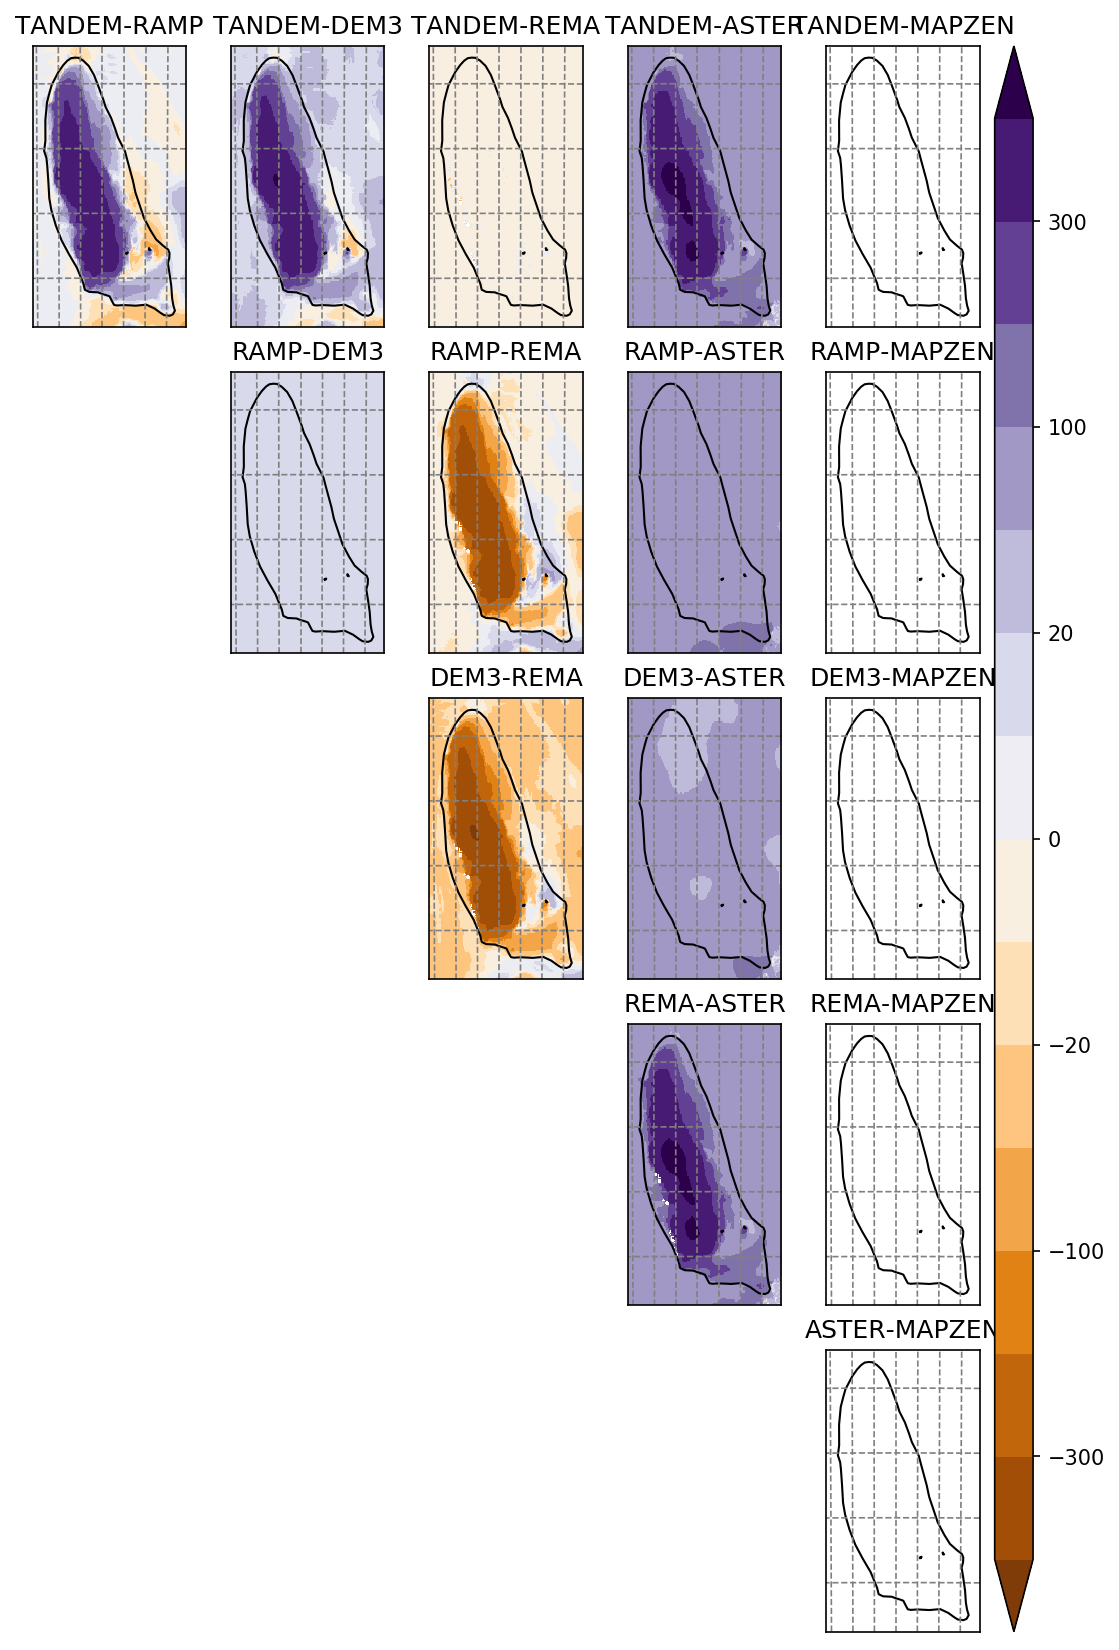 TANDEM-RAMP TANDEM-DEM3 TANDEM-REMA TANDEM-ASTER TANDEM-MAPZEN
300
RAMP-DEM3 RAMP-REMA RAMP-ASTER RAMP-MAPZEN
100
20
DEM3-REMA DEM3-ASTER DEM3-MAPZEN
0
REMA-ASTER REMA-MAPZEN
−20
−100
ASTER-MAPZEN
−300